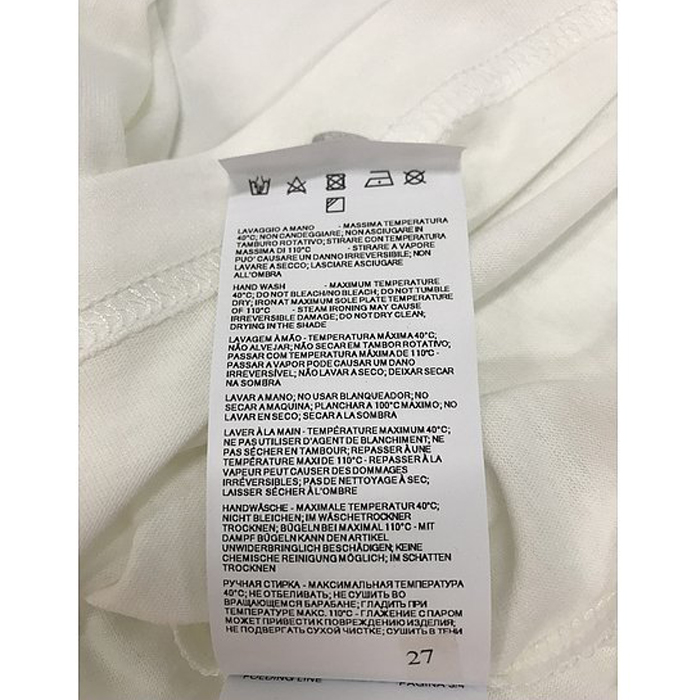 LAVAGGIO A MANO - MASSIMA TEMPERATURA
40°C; NON CANDEGGIARE; NON ASCIUGARE IN
TAMBURO ROTATIVO; STIRARE CON TEMPERATURA
MASSIMA DI 110°C - STIRARE A VAPORE
PUO' CAUSARE UN DANNO IRREVERSIBILE; NON
LAVARE A SECCO; LASCIARE ASCIUGARE
ALL'OMBRA
HAND WASH - MAXIMUM TEMPERATURE
40°C; DO NOT BLEACH/NO BLEACH; DO NOT TUMBLE
DRY; IRON AT MAXIMUM SOLE PLATE TEMPERATURE
OF 110°C - STEAM IRONING MAY CAUSE
IRREVERSIBLE DAMAGE; DO NOT DRY CLEAN;
DRYING IN THE SHADE
LAVAGEM À MÃO - TEMPERATURA MÁXIMA 40°C;
NÃO ALVEJAR; NÃO SECAR EM TAMBOR ROTATIVO;
PASSAR COM TEMPERATURA MÁXIMA DE 110°C -
PASSAR A VAPOR PODE CAUSAR UM DANO
IRREVERSÍVEL; NÃO LAVAR A SECO; DEIXAR SECAR
NA SOMBRA
LAVAR A MANO; NO USAR BLANQUEADOR; NO
SECAR A MAQUINA; PLANCHAR A 100°C MÁXIMO; NO
LAVAR EN SECO; SECAR A LA SOMBRA
LAVER À LA MAIN - TEMPÉRATURE MAXIMUM 40°C;
NE PAS UTILISER D'AGENT DE BLANCHIMENT; NE
PAS SÉCHER EN TAMBOUR; REPASSER À UNE
TEMPÉRATURE MAXI DE 110°C - REPASSER À LA
VAPEUR PEUT CAUSER DES DOMMAGES
IRRÉVERSIBLES; PAS DE NETTOYAGE À SEC;
LAISSER SÉCHER À L'OMBRE
HANDWÄSCHE - MAXIMALE TEMPERATUR 40°C;
NICHT BLEICHEN; IM WÄSCHETROCKNER
TROCKNEN; BÜGELN BEI MAXIMAL 110°C - MIT
DAMPF BÜGELN KANN DEN ARTIKEL
UNWIDERBRINGLICH BESCHÄDIGEN; KEINE
CHEMISCHE REINIGUNG MÖGLICH; IM SCHATTEN
TROCKNEN
РУЧНАЯ СТИРКА - МАКСИМАЛЬНАЯ ТЕМПЕРАТУРА
40°C; НЕ ОТБЕЛИВАТЬ; НЕ СУШИТЬ ВО
ВРАЩАЮЩЕМСЯ БАРАБАНЕ; ГЛАДИТЬ ПРИ
ТЕМПЕРАТУРЕ МАКС. 110°C - ГЛАЖЕНИЕ С ПАРОМ
МОЖЕТ ПРИВЕСТИ К ПОВРЕЖДЕНИЮ ИЗДЕЛИЯ;
НЕ ПОДВЕРГАТЬ СУХОЙ ЧИСТКЕ; СУШИТЬ В ТЕНИ
27
FOLDING LINE PAGINA 3/4